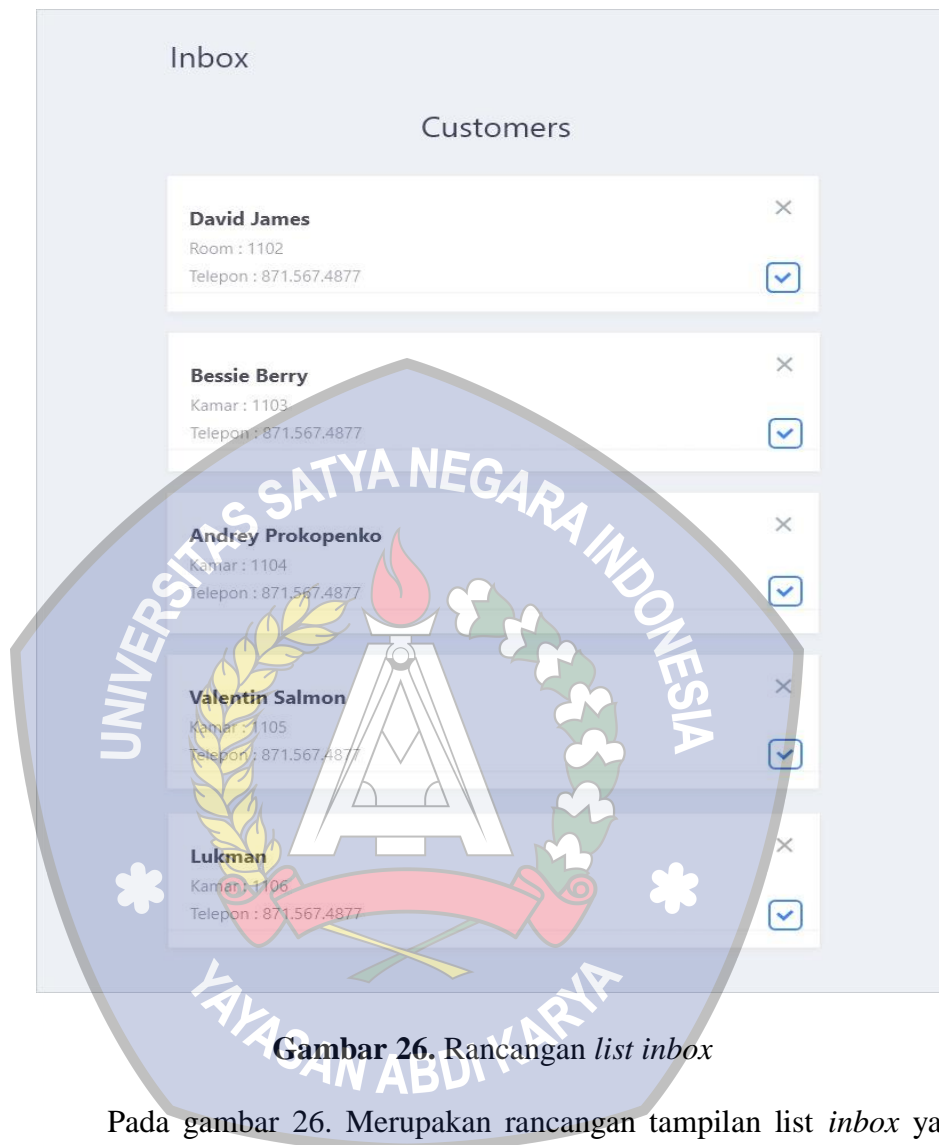 Inbox
Customers
David James
Room : 1102
Telepon : 871.567.4877
Bessie Berry
Kamar : 1103
Telepon : 871.567.4877
Andrey Prokopenko
Kamar : 1104
Telepon : 871.567.4877
Valentin Salmon
Kamar : 1105
Telepon : 871.567.4877
Lukman
Kamar : 1106
Telepon : 871.567.4877
UNIVERSITAS SATYA NEGARA INDONESIA
YAYASAN ABDI KARYA
Gambar 26. Rancangan list inbox
Pada gambar 26. Merupakan rancangan tampilan list inbox ya